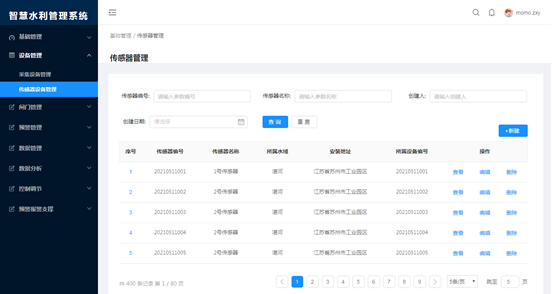 智慧水利管理系统
momo.zxy
基础管理
设备管理
采集设备管理
传感器设备管理
闸门管理
预警管理
数据管理
数据分析
控制调节
预警报警支撑
基础管理 / 传感器管理
传感器管理
传感器编号: 请输入参数编号 传感器名称: 请输入参数名称 创建人: 请输入创建人
创建日期: 请选择 查 询 重 置
+新建
序号 传感器编号 传感器名称 所属水域 安装地址 所属设备编号 操作
1 20210511001 1号传感器 湛河 江苏省苏州市工业园区 20210511001 查看 编辑 删除
2 20210511002 2号传感器 湛河 江苏省苏州市工业园区 20210511002 查看 编辑 删除
3 20210511003 2号传感器 湛河 江苏省苏州市工业园区 20210511003 查看 编辑 删除
4 20210511004 2号传感器 湛河 江苏省苏州市工业园区 20210511004 查看 编辑 删除
5 20210511005 2号传感器 湛河 江苏省苏州市工业园区 20210511005 查看 编辑 删除
共 400 条记录 第 1 / 80 页 1 2 3 4 5 6 7 8 9 5条/页 跳至 5 页